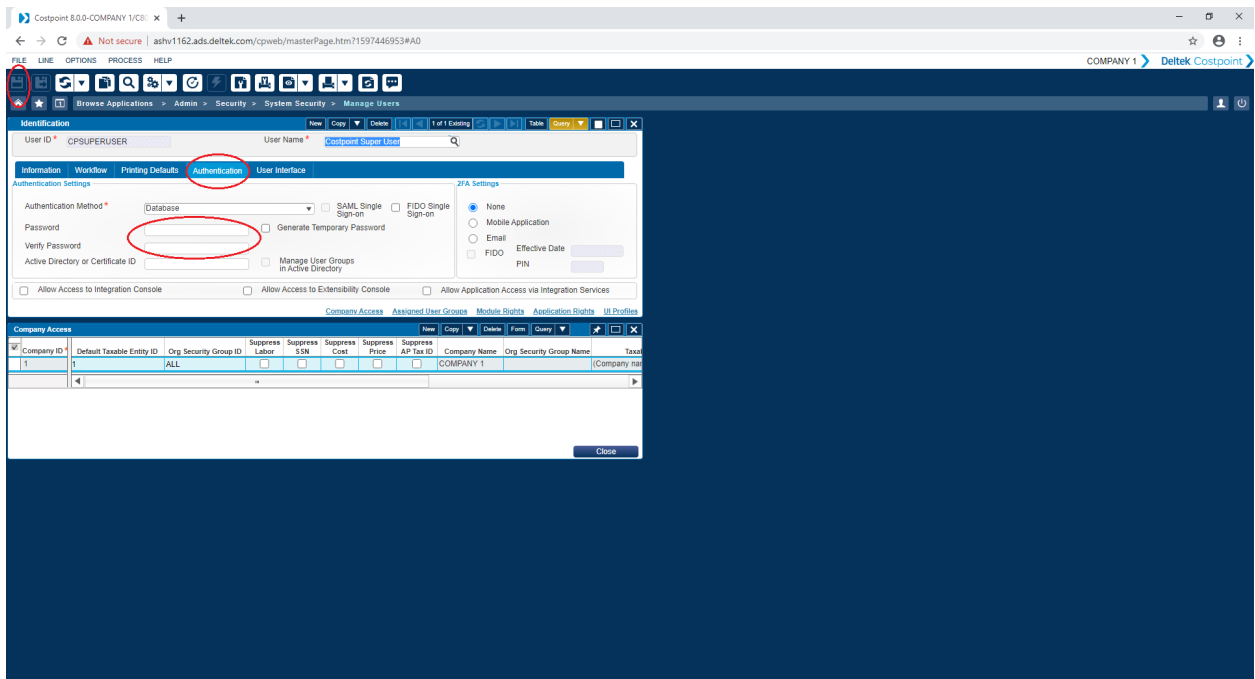 Costpoint 8.0.0-COMPANY 1/C8
Not secure | ashv1162.ads.deltek.com/cpweb/masterPage.htm?1597446953#A0
FILE LINE OPTIONS PROCESS HELP COMPANY 1 Deltek Costpoint
Browse Applications > Admin > Security > System Security > Manage Users
Identification New Copy Delete 1 of 1 Existing Table Query
User ID * CPSUPERUSER User Name * Costpoint Super User
Information Workflow Printing Defaults Authentication User Interface
Authentication Settings 2FA Settings
Authentication Method * Database SAML Single Sign-on FIDO Single Sign-on None
Password Generate Temporary Password Mobile Application
Verify Password Email
FIDO Effective Date
Active Directory or Certificate ID Manage User Groups in Active Directory PIN
Allow Access to Integration Console Allow Access to Extensibility Console Allow Application Access via Integration Services
Company Access Assigned User Groups Module Rights Application Rights UI Profiles
Company Access New Copy Delete Form Query
Company ID * Default Taxable Entity ID Org Security Group ID Suppress Labor Suppress SSN Suppress Cost Suppress Price Suppress AP Tax ID Company Name Org Security Group Name Taxal
1 1 ALL COMPANY 1 (Company nar
Close